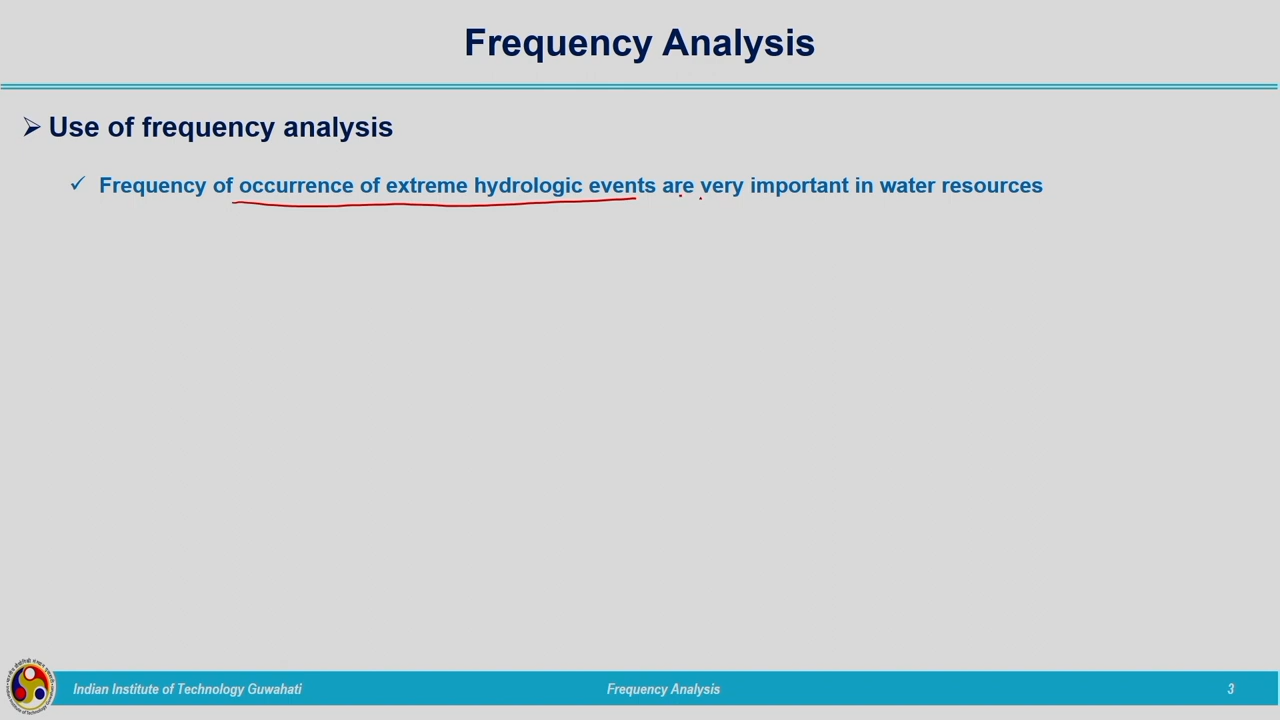 Frequency Analysis
Use of frequency analysis
Frequency of occurrence of extreme hydrologic events are very important in water resources
Indian Institute of Technology Guwahati
Frequency Analysis
3